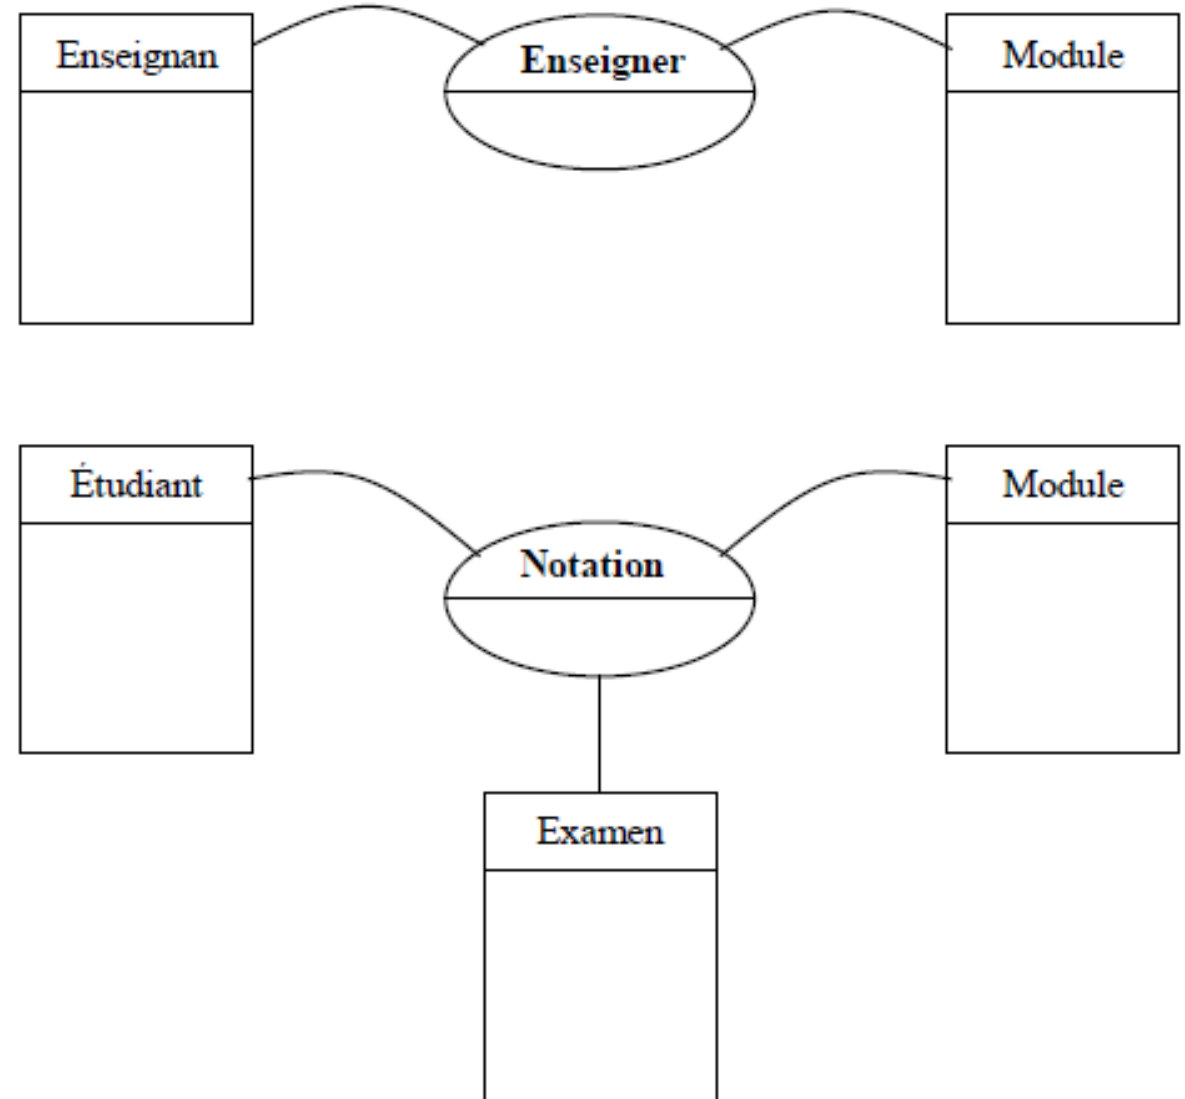 Enseignan
Enseigner
Module
Étudiant
Notation
Module
Examen